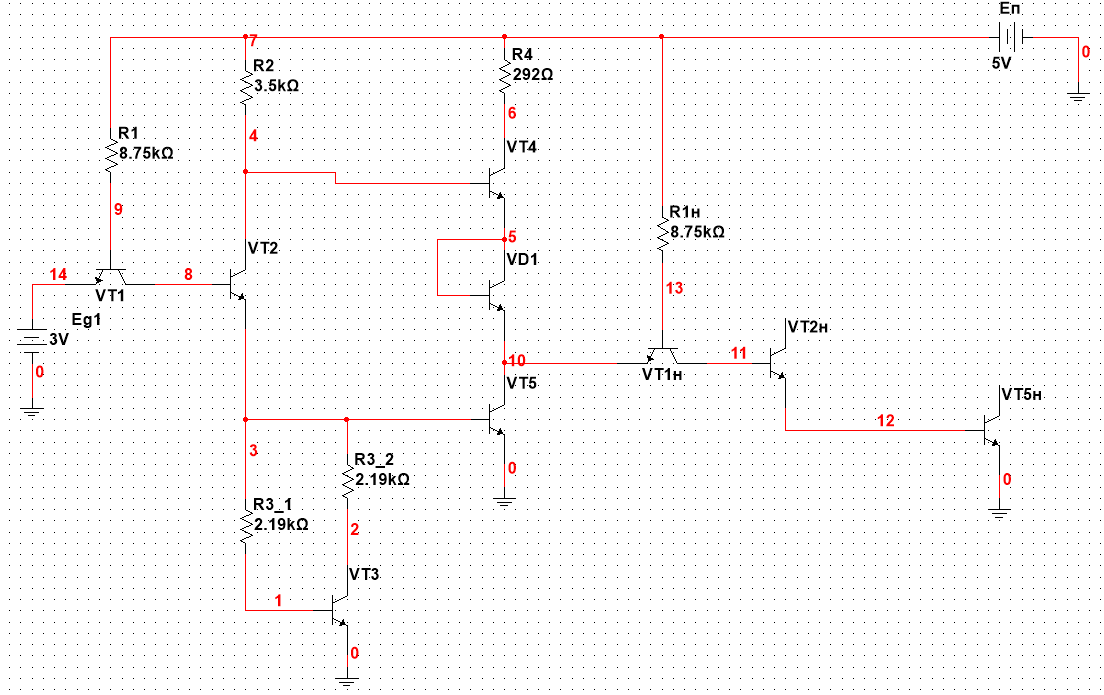 Eп
7
0
R2
3.5kΩ
R4
292Ω
5V
6
R1
8.75kΩ
4
VT4
9
R1н
8.75kΩ
VT2
5
VD1
14
8
VT1
13
Eg1
3V
VT2н
10
11
VT1н
0
VT5
VT5н
12
3
R3_2
2.19kΩ
0
0
R3_1
2.19kΩ
2
VT3
1
0